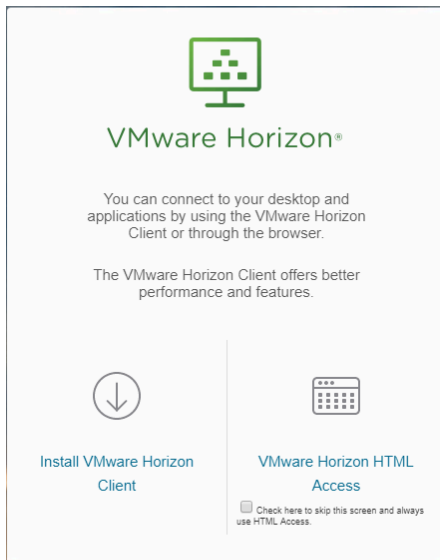 VMware Horizon®
You can connect to your desktop and
applications by using the VMware Horizon
Client or through the browser.
The VMware Horizon Client offers better
performance and features.
Install VMware Horizon
Client
VMware Horizon HTML
Access
Check here to skip this screen and always
use HTML Access.